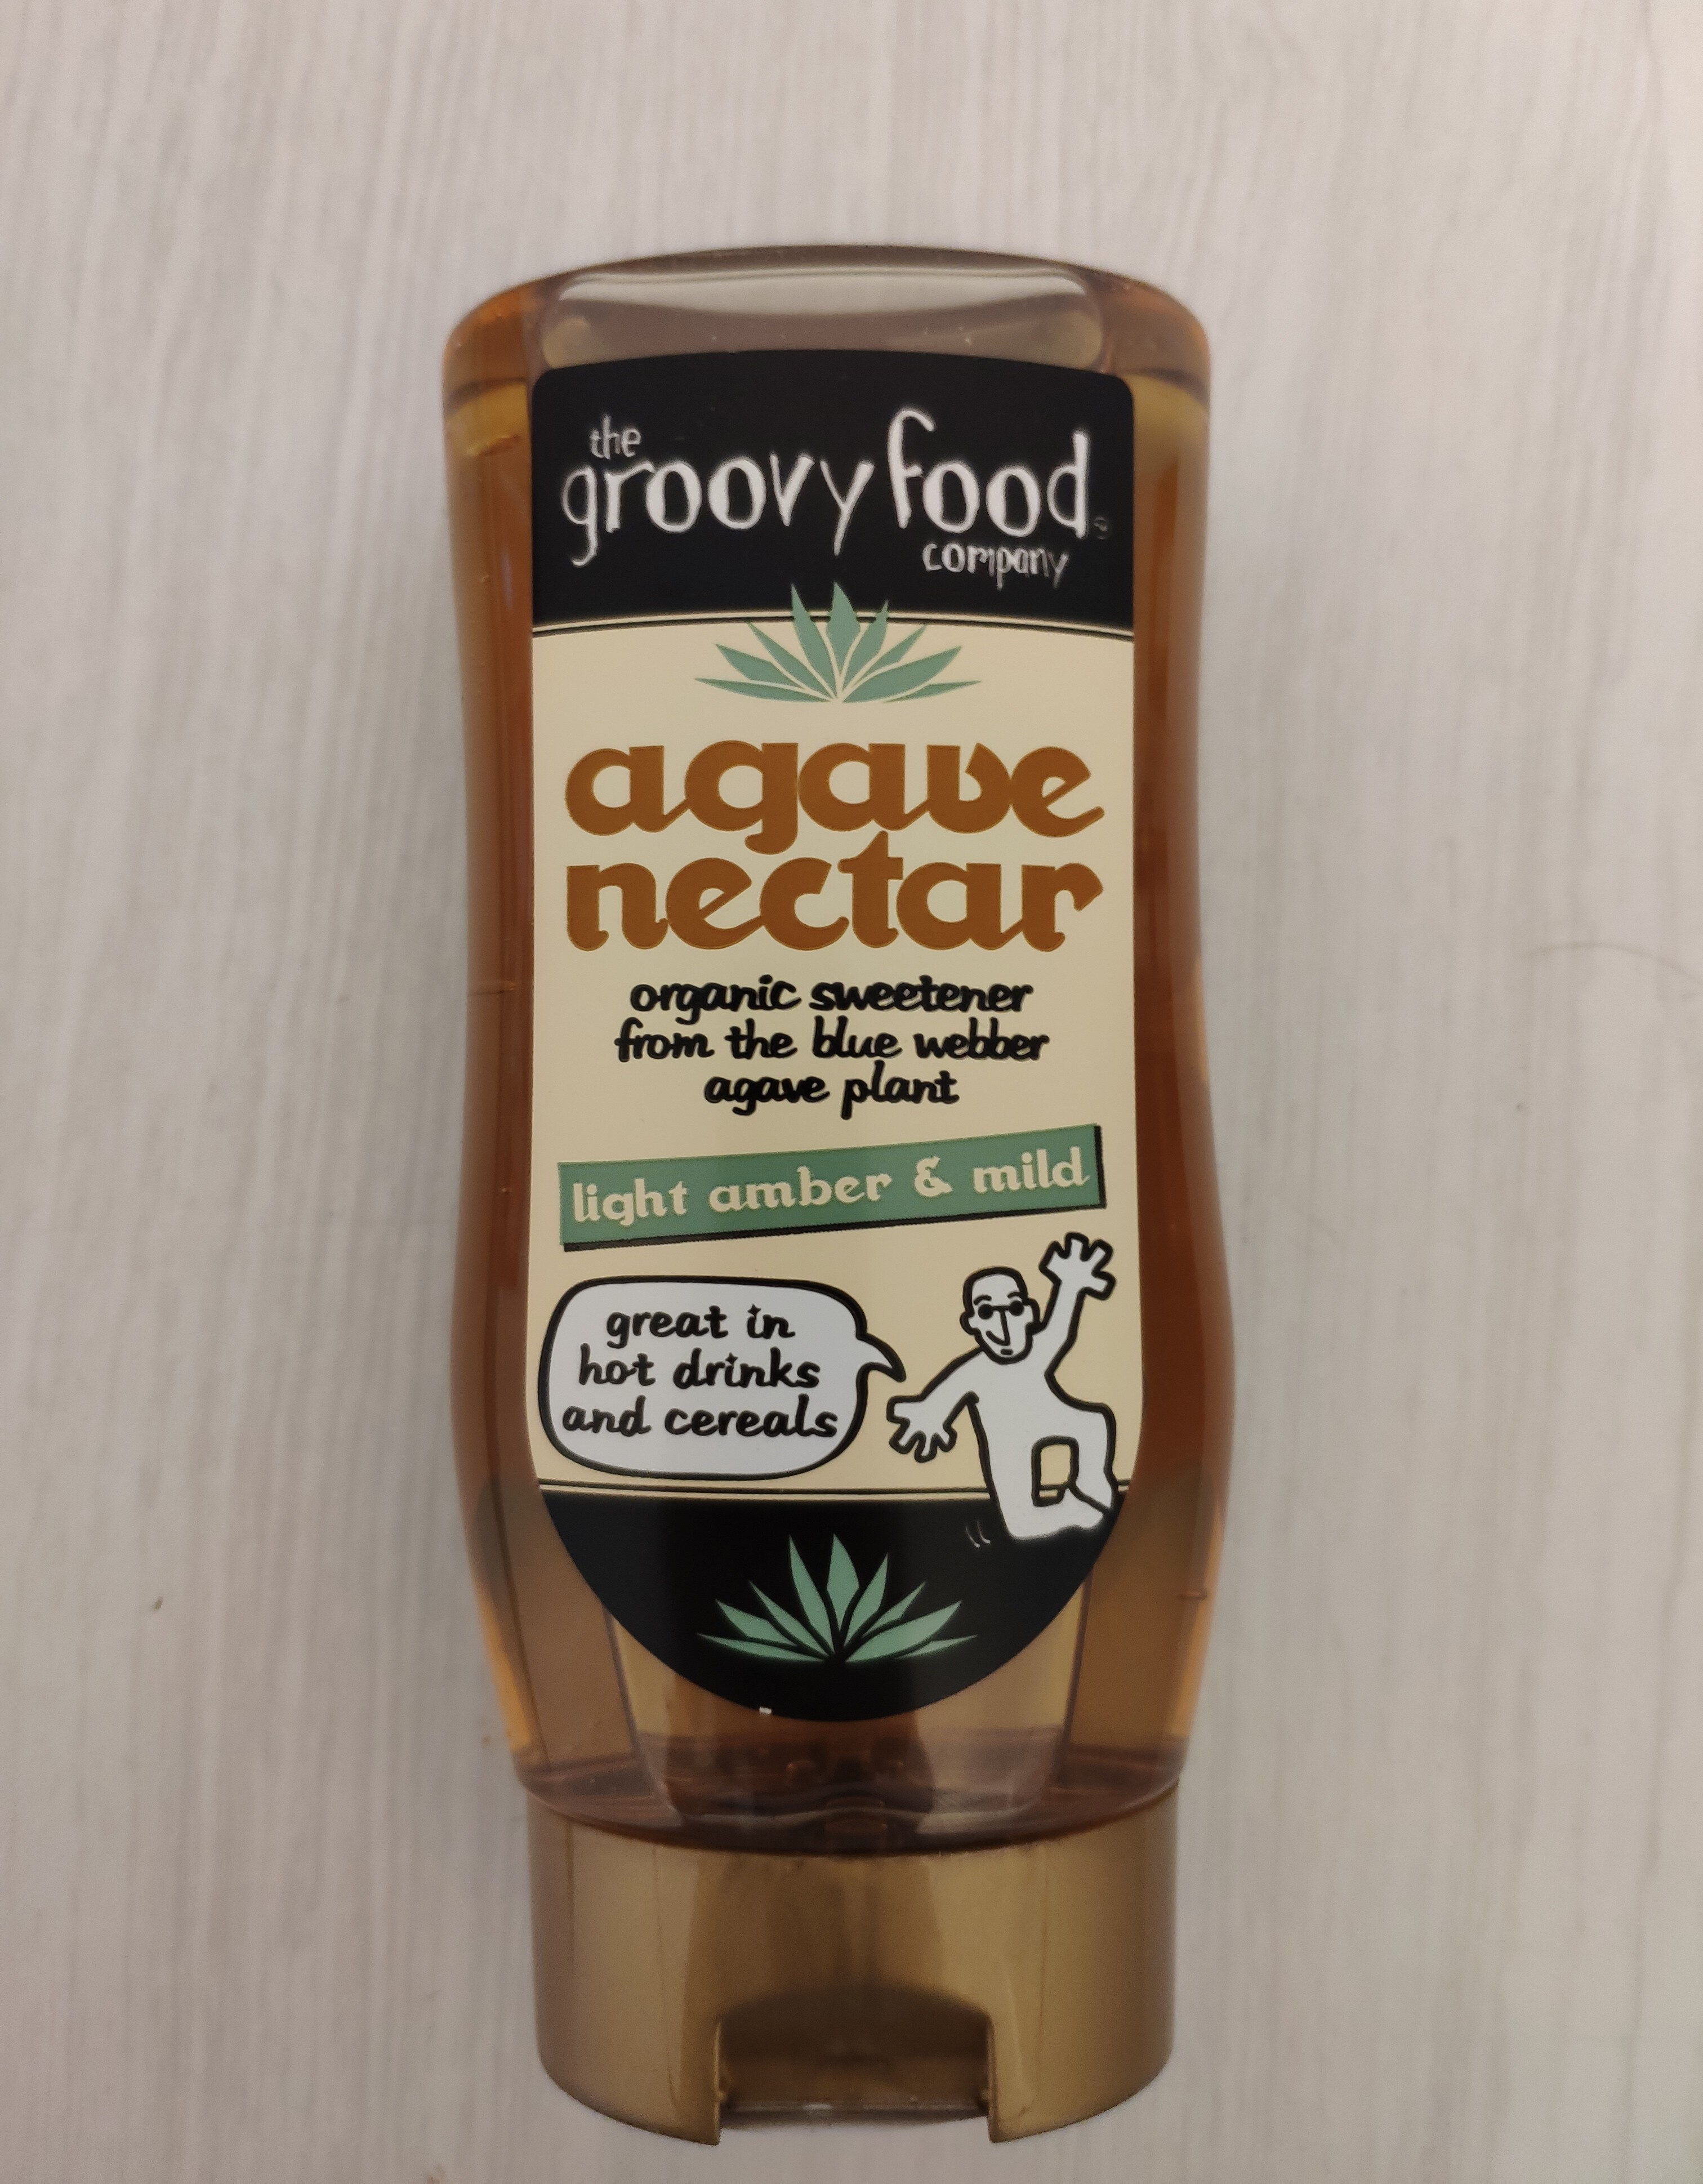 the
groovy food
company
agave
nectar
organic sweetener
from the blue webber
agave plant
light amber & mild
great in
hot drinks
and cereals